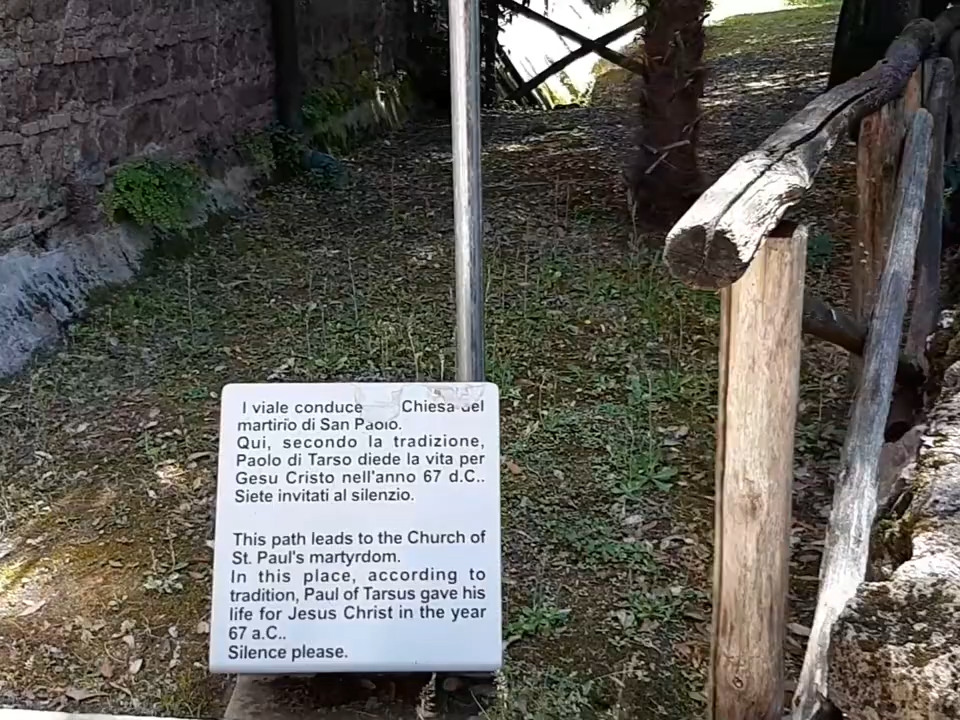 I viale conduce Chiesa del
martirio di San Paolo.
Qui, secondo la tradizione,
Paolo di Tarso diede la vita per
Gesu Cristo nell'anno 67 d.C..
Siete invitati al silenzio.
This path leads to the Church of
St. Paul's martyrdom.
In this place, according to
tradition, Paul of Tarsus gave his
life for Jesus Christ in the year
67 a.C.
Silence please.